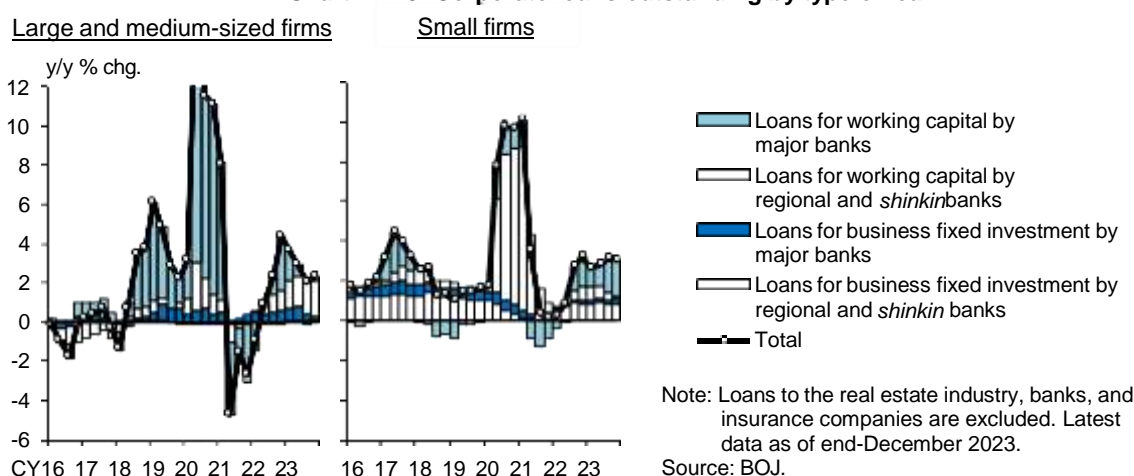 Large and medium-sized firms
Small firms
y/y % chg.
12
10
8
6
4
2
0
-2
-4
-6
CY16 17 18 19 20 21 22 23
16 17 18 19 20 21 22 23
Loans for working capital by
major banks
Loans for working capital by
regional and shinkinbanks
Loans for business fixed investment by
major banks
Loans for business fixed investment by
regional and shinkin banks
Total
Note: Loans to the real estate industry, banks, and
insurance companies are excluded. Latest
data as of end-December 2023.
Source: BOJ.